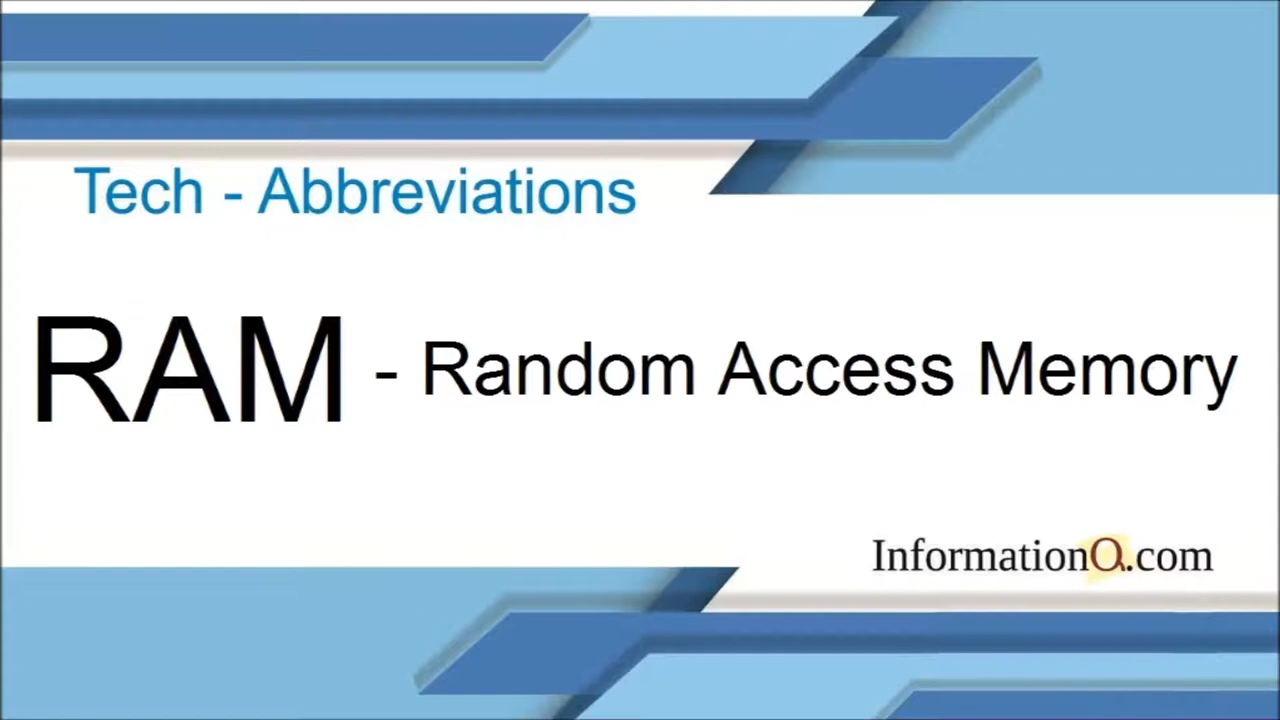 Tech - Abbreviations
RAM - Random Access Memory
InformationQ.com